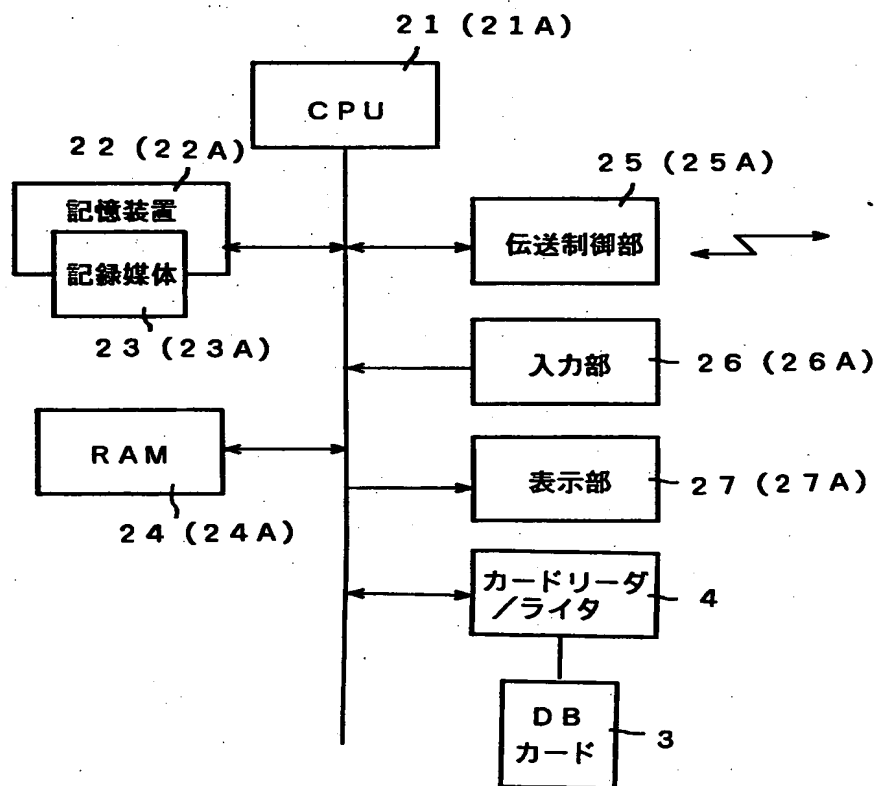 21(21A)
CPU
22(22A)
記憶装置
記録媒体
23(23A)
25(25A)
伝送制御部
入力部
26(26A)
RAM
24(24A)
表示部
27(27A)
カードリーダ
/ライタ
4
DB
カード
3